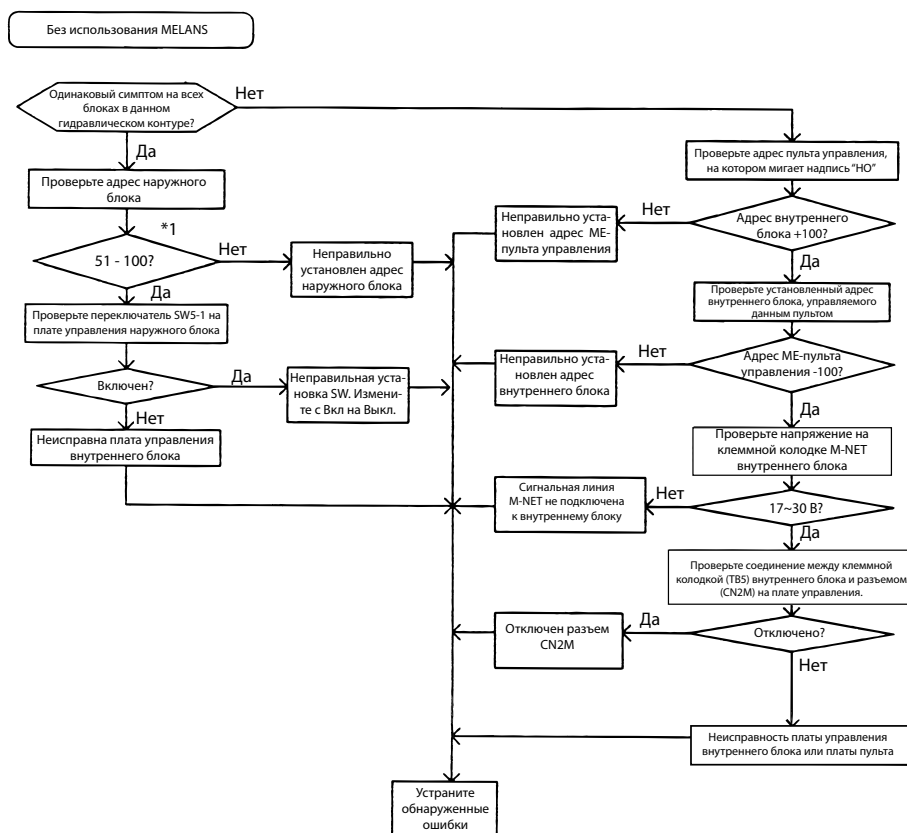 Без использования MELANS
Одинаковый симптом на всех
блоках в данном
гидравлическом контуре?
Нет
Да
Проверьте адрес наружного
блока
*1
51 - 100?
Нет
Неправильно
установлен адрес
наружного блока
Да
Проверьте переключатель SW5-1 на
плате управления наружного блока
Включен?
Да
Неправильная уста-
новка SW. Измени-
те с Вкл на Выкл.
Нет
Неисправна плата управления
внутреннего блока
Проверьте адрес пульта управления,
на котором мигает надпись "НО"
Адрес внутреннего
блока +100?
Нет
Неправильно уста-
новлен адрес ME-
пульта управления
Да
Проверьте установленный адрес
внутреннего блока, управляемого
данным пультом
Адрес ME-пульта
управления -100?
Нет
Неправильно уста-
новлен адрес
внутреннего блока
Да
Проверьте напряжение на
клеммной колодке M-NET
внутреннего блока
17~30 В?
Нет
Сигнальная линия
M-NET не подключена
к внутреннему блоку
Да
Проверьте соединение между клеммной
колодкой (TB5) внутреннего блока и разъемом
(CN2M) на плате управления.
Отключено?
Да
Отключен разъем
CN2M
Нет
Неисправность платы управления
внутреннего блока или платы пульта
Устраните
обнаруженные
ошибки